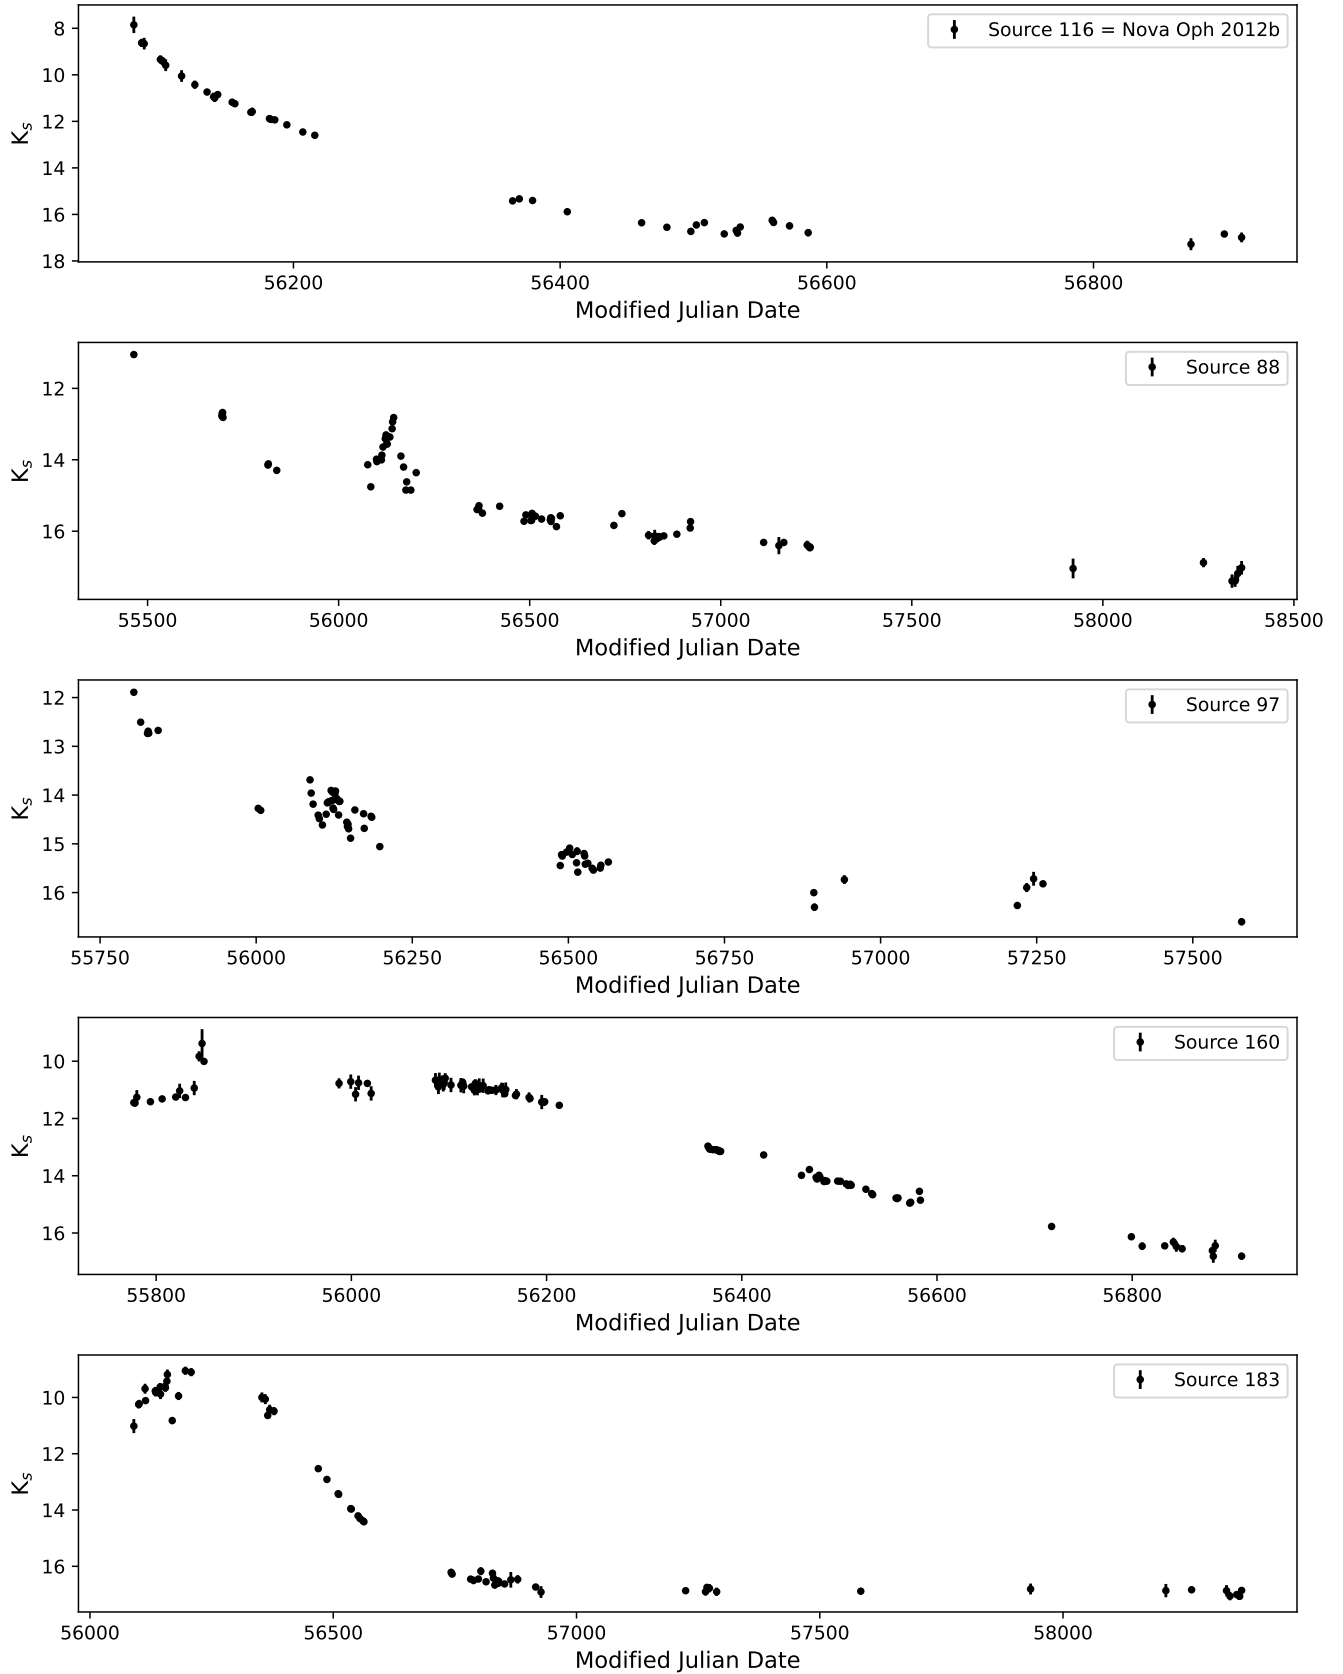 8
10
12
14
16
18
K_s
Source 116 = Nova Oph 2012b
56200 56400 56600 56800
Modified Julian Date
12
14
16
K_s
Source 88
55500 56000 56500 57000 57500 58000 58500
Modified Julian Date
12
13
14
15
16
K_s
Source 97
55750 56000 56250 56500 56750 57000 57250 57500
Modified Julian Date
10
12
14
16
K_s
Source 160
55800 56000 56200 56400 56600 56800
Modified Julian Date
10
12
14
16
K_s
Source 183
56000 56500 57000 57500 58000
Modified Julian Date